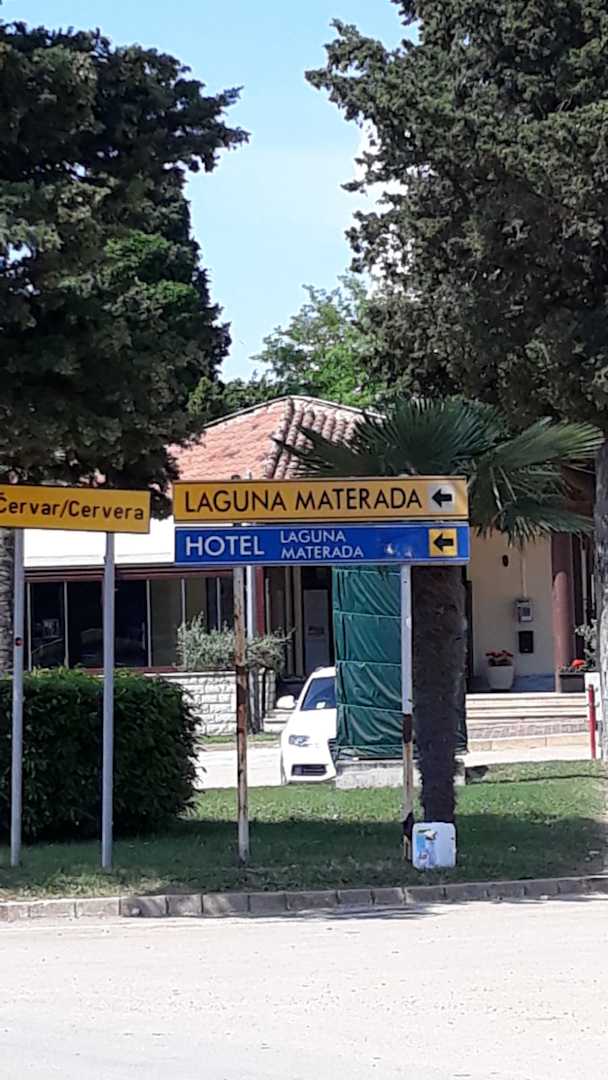 Červar/Cervera
LAGUNA MATERADA
HOTEL LAGUNA
MATERADA